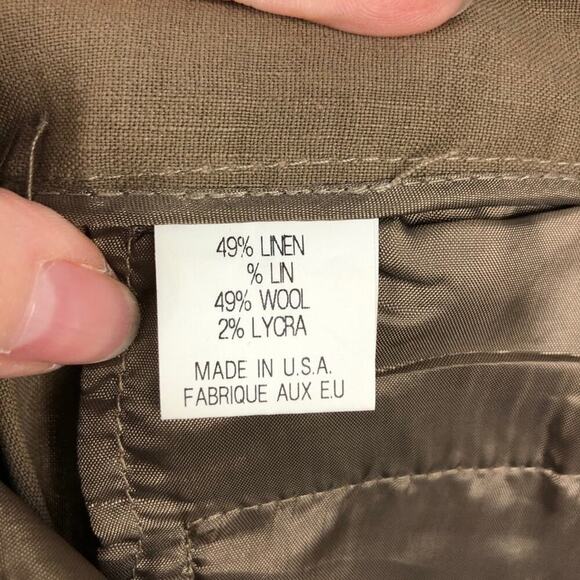 49% LINEN
% LIN
49% WOOL
2% LYCRA
MADE IN U.S.A.
FABRIQUE AUX E.U